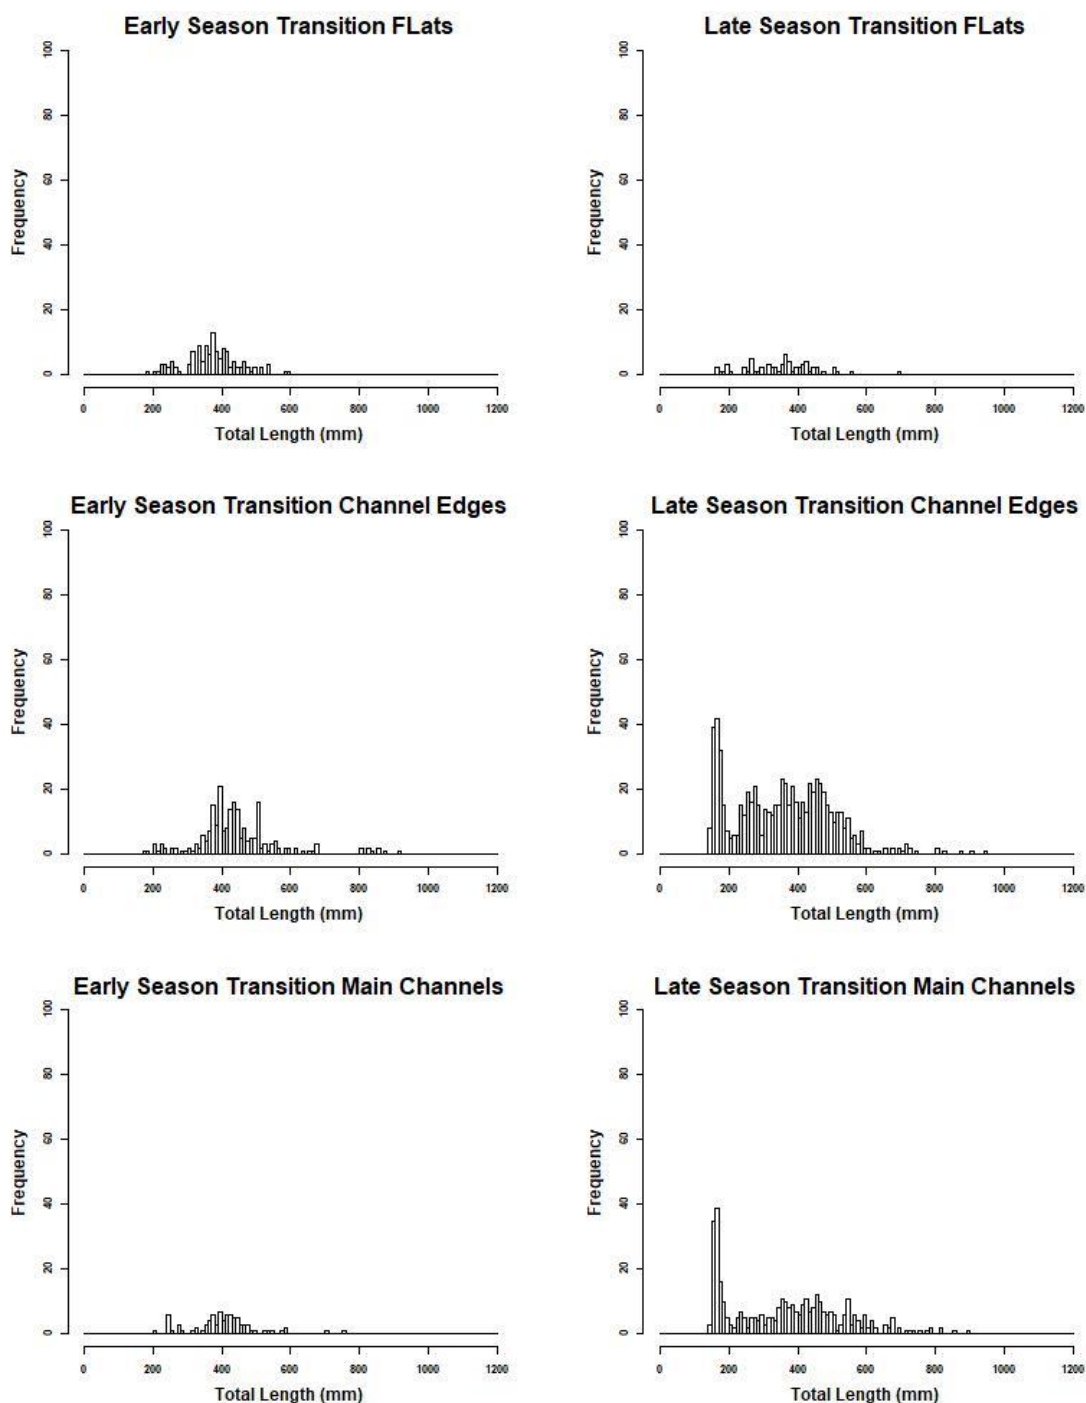 Early Season Transition FLats
Late Season Transition FLats
100
80
60
40
20
0
Frequency
0 200 400 600 800 1000 1200
Total Length (mm)
100
80
60
40
20
0
Frequency
0 200 400 600 800 1000 1200
Total Length (mm)
Early Season Transition Channel Edges
Late Season Transition Channel Edges
100
80
60
40
20
0
Frequency
0 200 400 600 800 1000 1200
Total Length (mm)
100
80
60
40
20
0
Frequency
0 200 400 600 800 1000 1200
Total Length (mm)
Early Season Transition Main Channels
Late Season Transition Main Channels
100
80
60
40
20
0
Frequency
0 200 400 600 800 1000 1200
Total Length (mm)
100
80
60
40
20
0
Frequency
0 200 400 600 800 1000 1200
Total Length (mm)